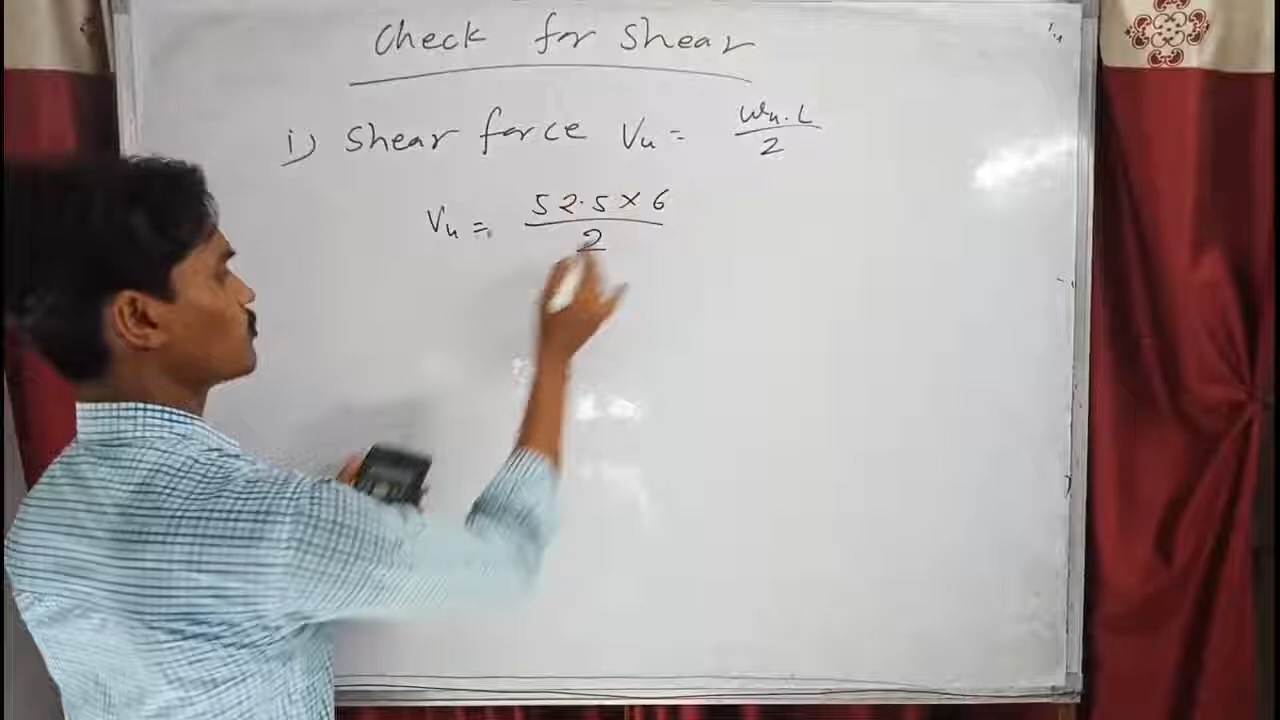 Check for Shear
i) Shear force Vu = wu.L/2
Vu = 52.5×6/2